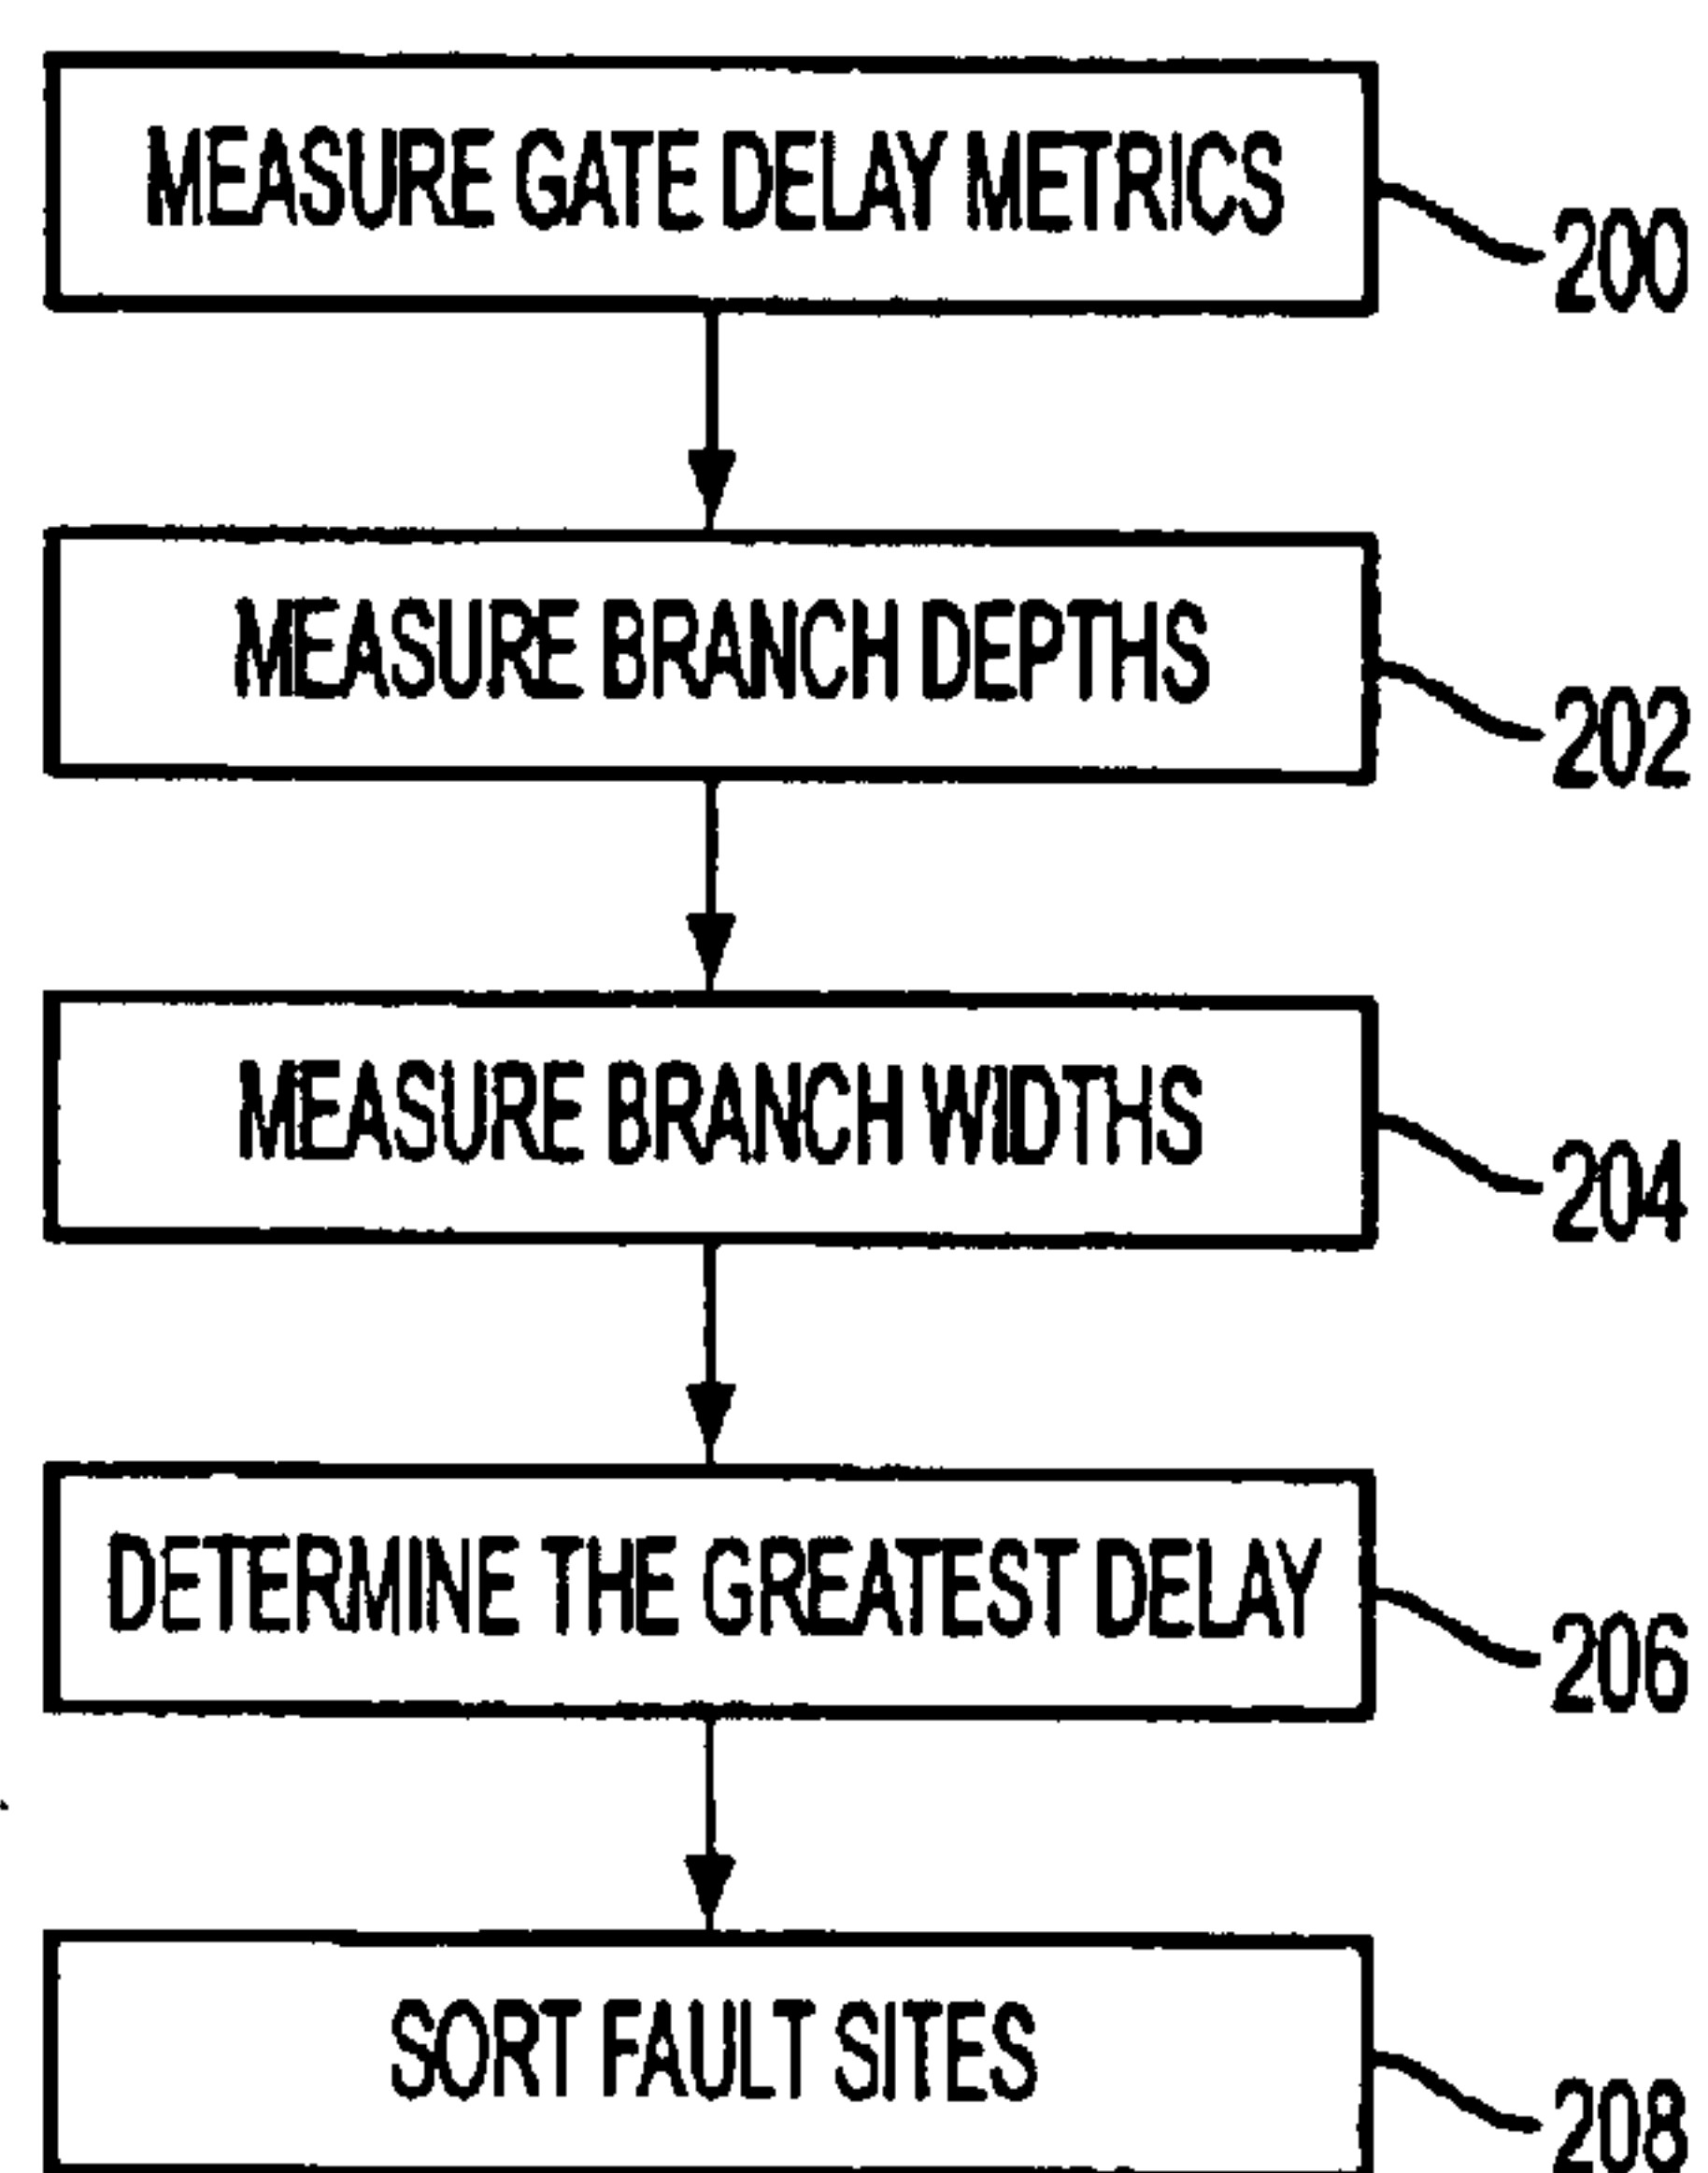 MEASURE GATE DELAY METRICS
200
MEASURE BRANCH DEPTHS
202
MEASURE BRANCH WIDTHS
204
DETERMINE THE GREATEST DELAY
206
SORT FAULT SITES
208